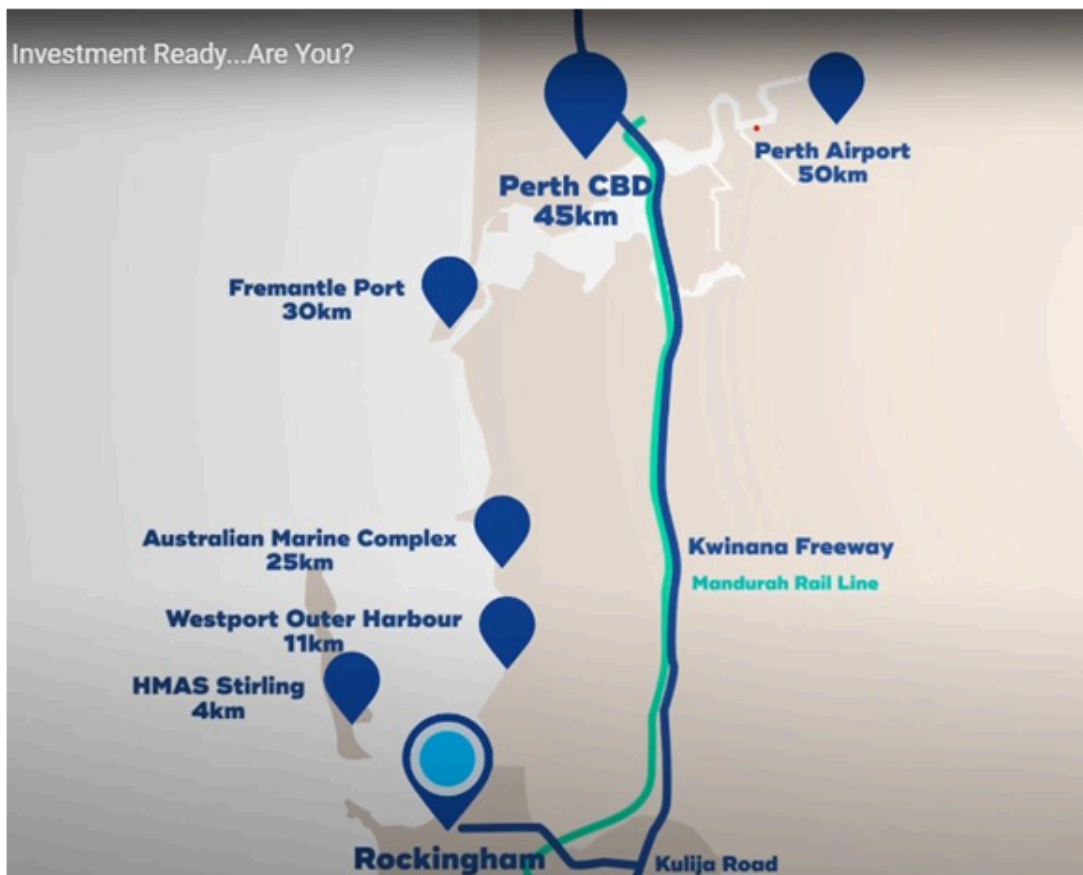 Investment Ready...Are You?
Perth Airport
50km
Perth CBD
45km
Fremantle Port
30km
Australian Marine Complex
25km
Kwinana Freeway
Mandurah Rail Line
Westport Outer Harbour
11km
HMAS Stirling
4km
Rockingham
Kulija Road